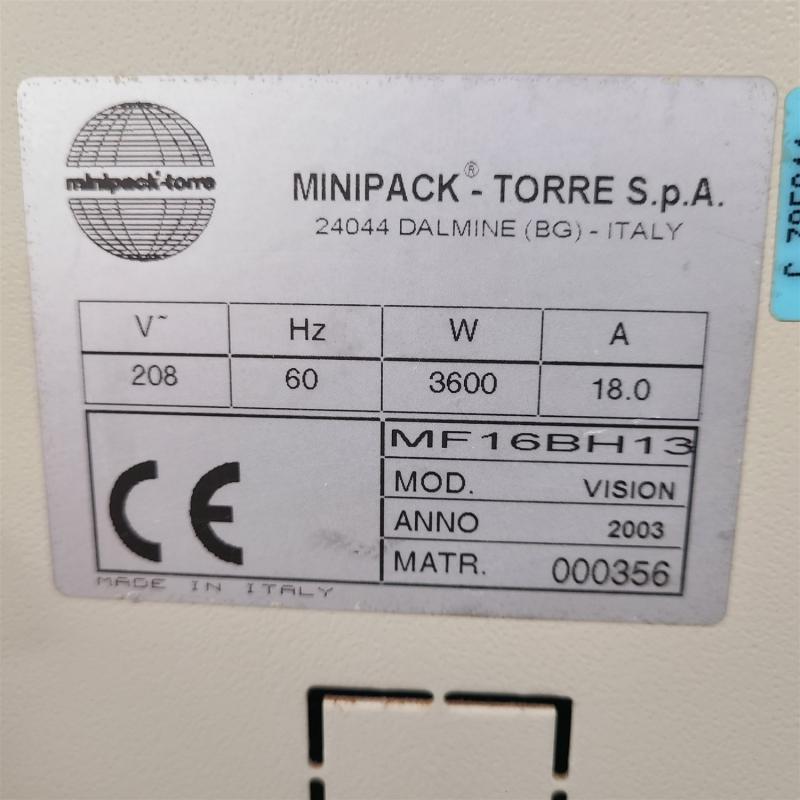 minipack-torre
MINIPACK® - TORRE S.p.A.
24044 DALMINE (BG) - ITALY
V~ Hz W A
208 60 3600 18.0
MF16BH13
MOD. VISION
ANNO 2003
MATR. 000356
CE
MADE IN ITALY